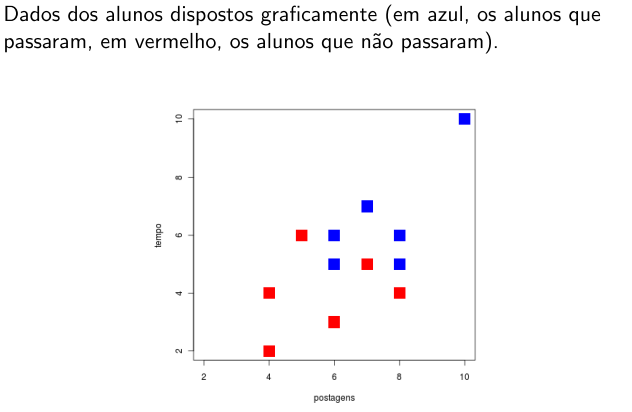 Dados dos alunos dispostos graficamente (em azul, os alunos que
passaram, em vermelho, os alunos que não passaram).
10
8
6
4
2
tempo
2 4 6 8 10
postagens